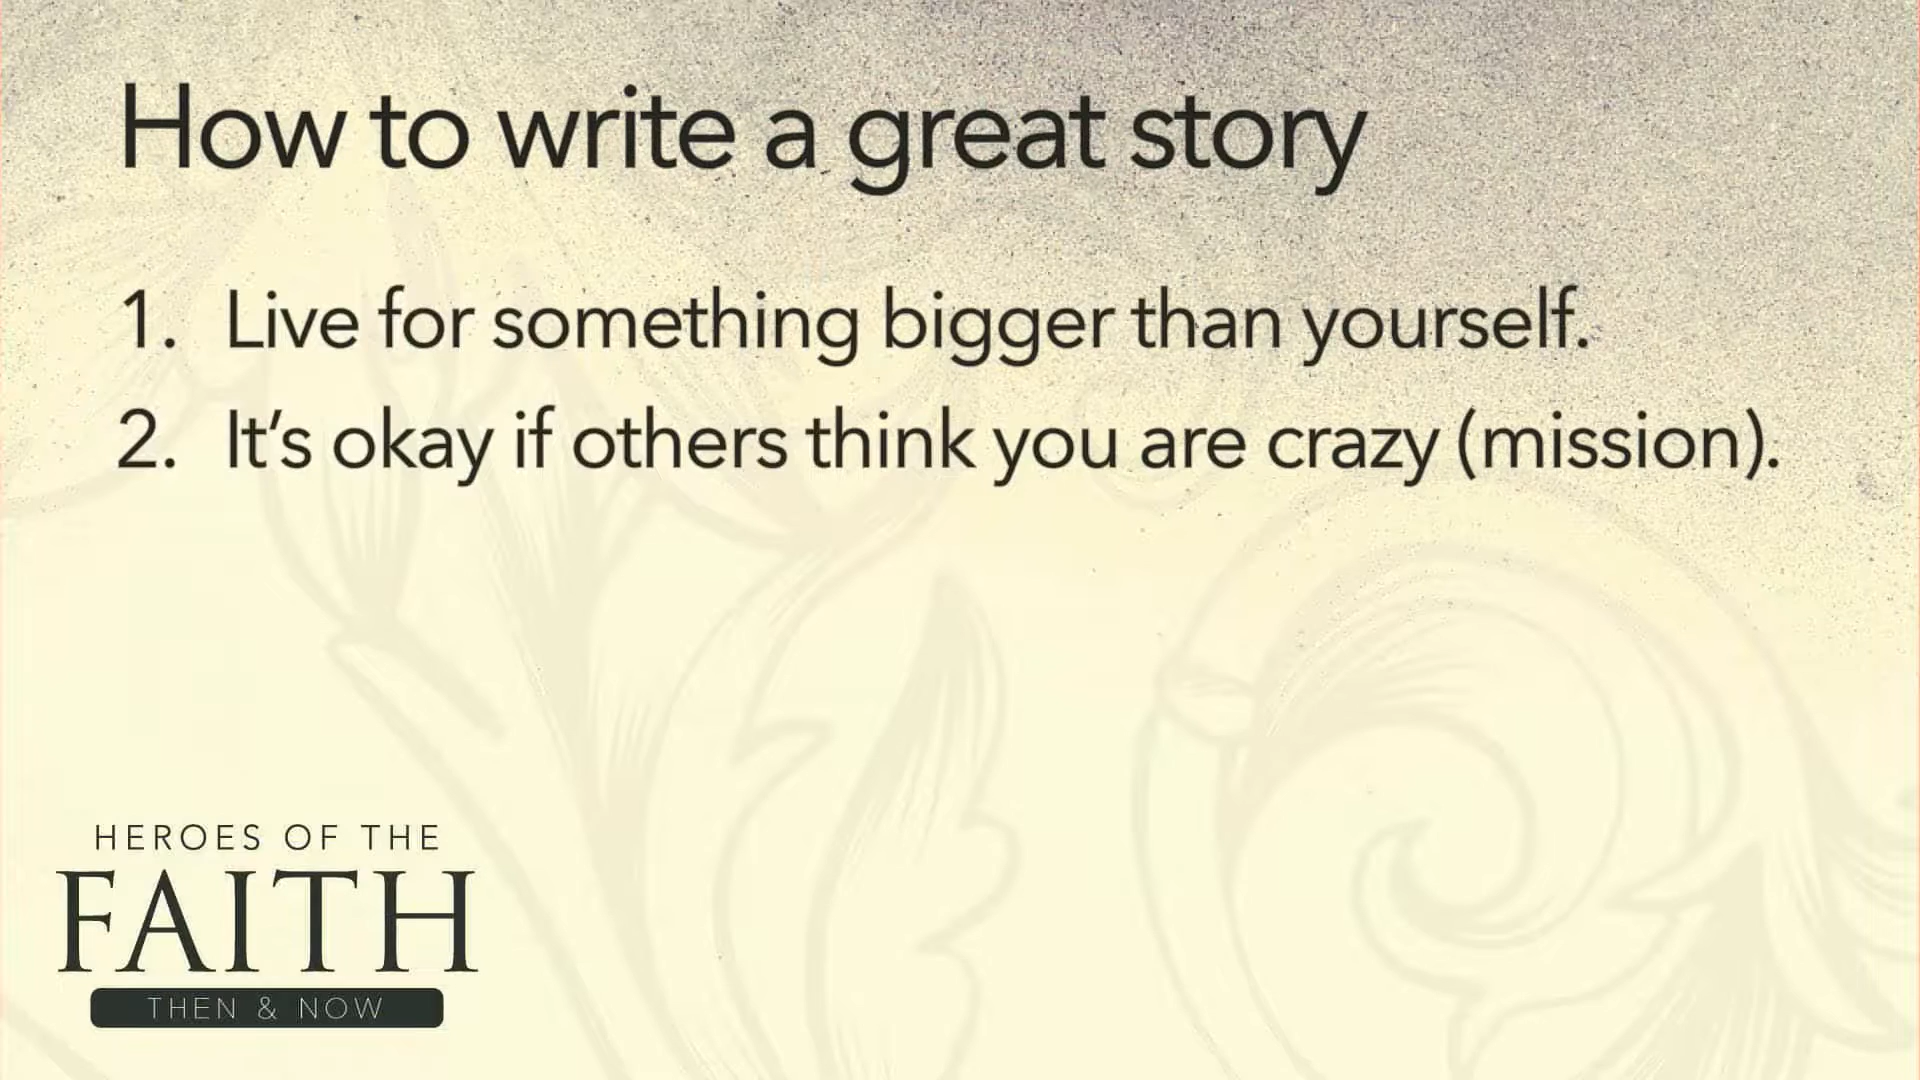 How to write a great story
1. Live for something bigger than yourself.
2. It’s okay if others think you are crazy (mission).
HEROES OF THE
FAITH
THEN & NOW